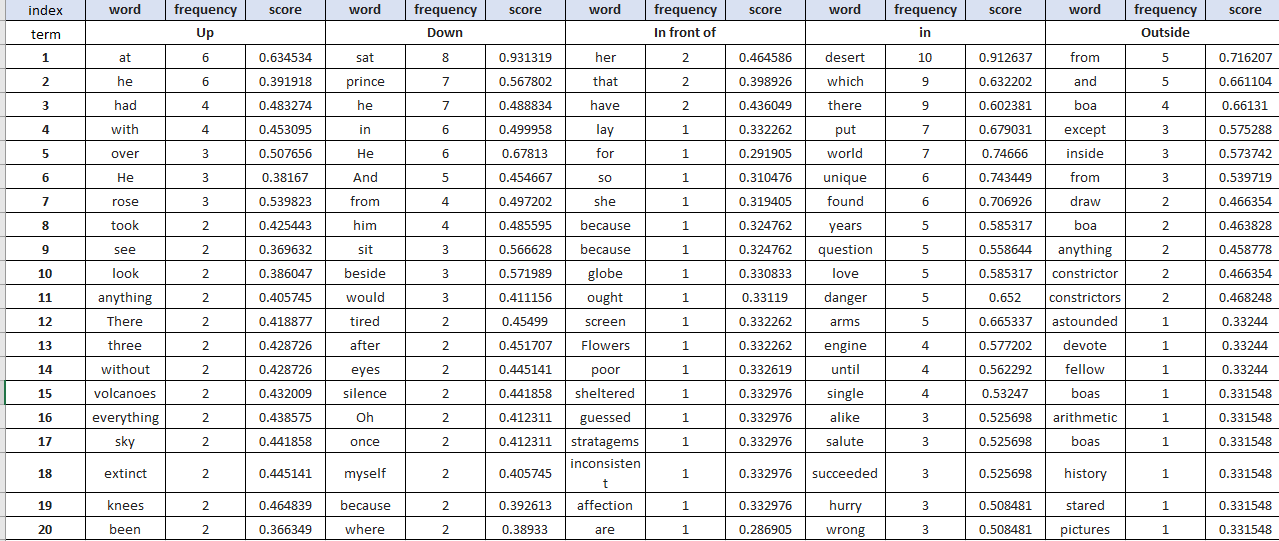 index word frequency score word frequency score word frequency score word frequency score word frequency score
term Up Down In front of in Outside
1 at 6 0.634534 sat 8 0.931319 her 2 0.464586 desert 10 0.912637 from 5 0.716207
2 he 6 0.391918 prince 7 0.567802 that 2 0.398926 which 9 0.632202 and 5 0.661104
3 had 4 0.483274 he 7 0.488834 have 2 0.436049 there 9 0.602381 boa 4 0.66131
4 with 4 0.453095 in 6 0.499958 lay 1 0.332262 put 7 0.679031 except 3 0.575288
5 over 3 0.507656 He 6 0.67813 for 1 0.291905 world 7 0.74666 inside 3 0.573742
6 He 3 0.38167 And 5 0.454667 so 1 0.310476 unique 6 0.743449 from 3 0.539719
7 rose 3 0.539823 from 4 0.497202 she 1 0.319405 found 6 0.706926 draw 2 0.466354
8 took 2 0.425443 him 4 0.485595 because 1 0.324762 years 5 0.585317 boa 2 0.463828
9 see 2 0.369632 sit 3 0.566628 because 1 0.324762 question 5 0.558644 anything 2 0.458778
10 look 2 0.386047 beside 3 0.571989 globe 1 0.330833 love 5 0.585317 constrictor 2 0.466354
11 anything 2 0.405745 would 3 0.411156 ought 1 0.33119 danger 5 0.652 constrictors 2 0.468248
12 There 2 0.418877 tired 2 0.45499 screen 1 0.332262 arms 5 0.665337 astounded 1 0.33244
13 three 2 0.428726 after 2 0.451707 Flowers 1 0.332262 engine 4 0.577202 devote 1 0.33244
14 without 2 0.428726 eyes 2 0.445141 poor 1 0.332619 until 4 0.562292 fellow 1 0.33244
15 volcanoes 2 0.432009 silence 2 0.441858 sheltered 1 0.332976 single 4 0.53247 boas 1 0.331548
16 everything 2 0.438575 Oh 2 0.412311 guessed 1 0.332976 alike 3 0.525698 arithmetic 1 0.331548
17 sky 2 0.441858 once 2 0.412311 stratagems 1 0.332976 salute 3 0.525698 boas 1 0.331548
18 extinct 2 0.445141 myself 2 0.405745 inconsisten
t 1 0.332976 succeeded 3 0.525698 history 1 0.331548
19 knees 2 0.464839 because 2 0.392613 affection 1 0.332976 hurry 3 0.508481 stared 1 0.331548
20 been 2 0.366349 where 2 0.38933 are 1 0.286905 wrong 3 0.508481 pictures 1 0.331548